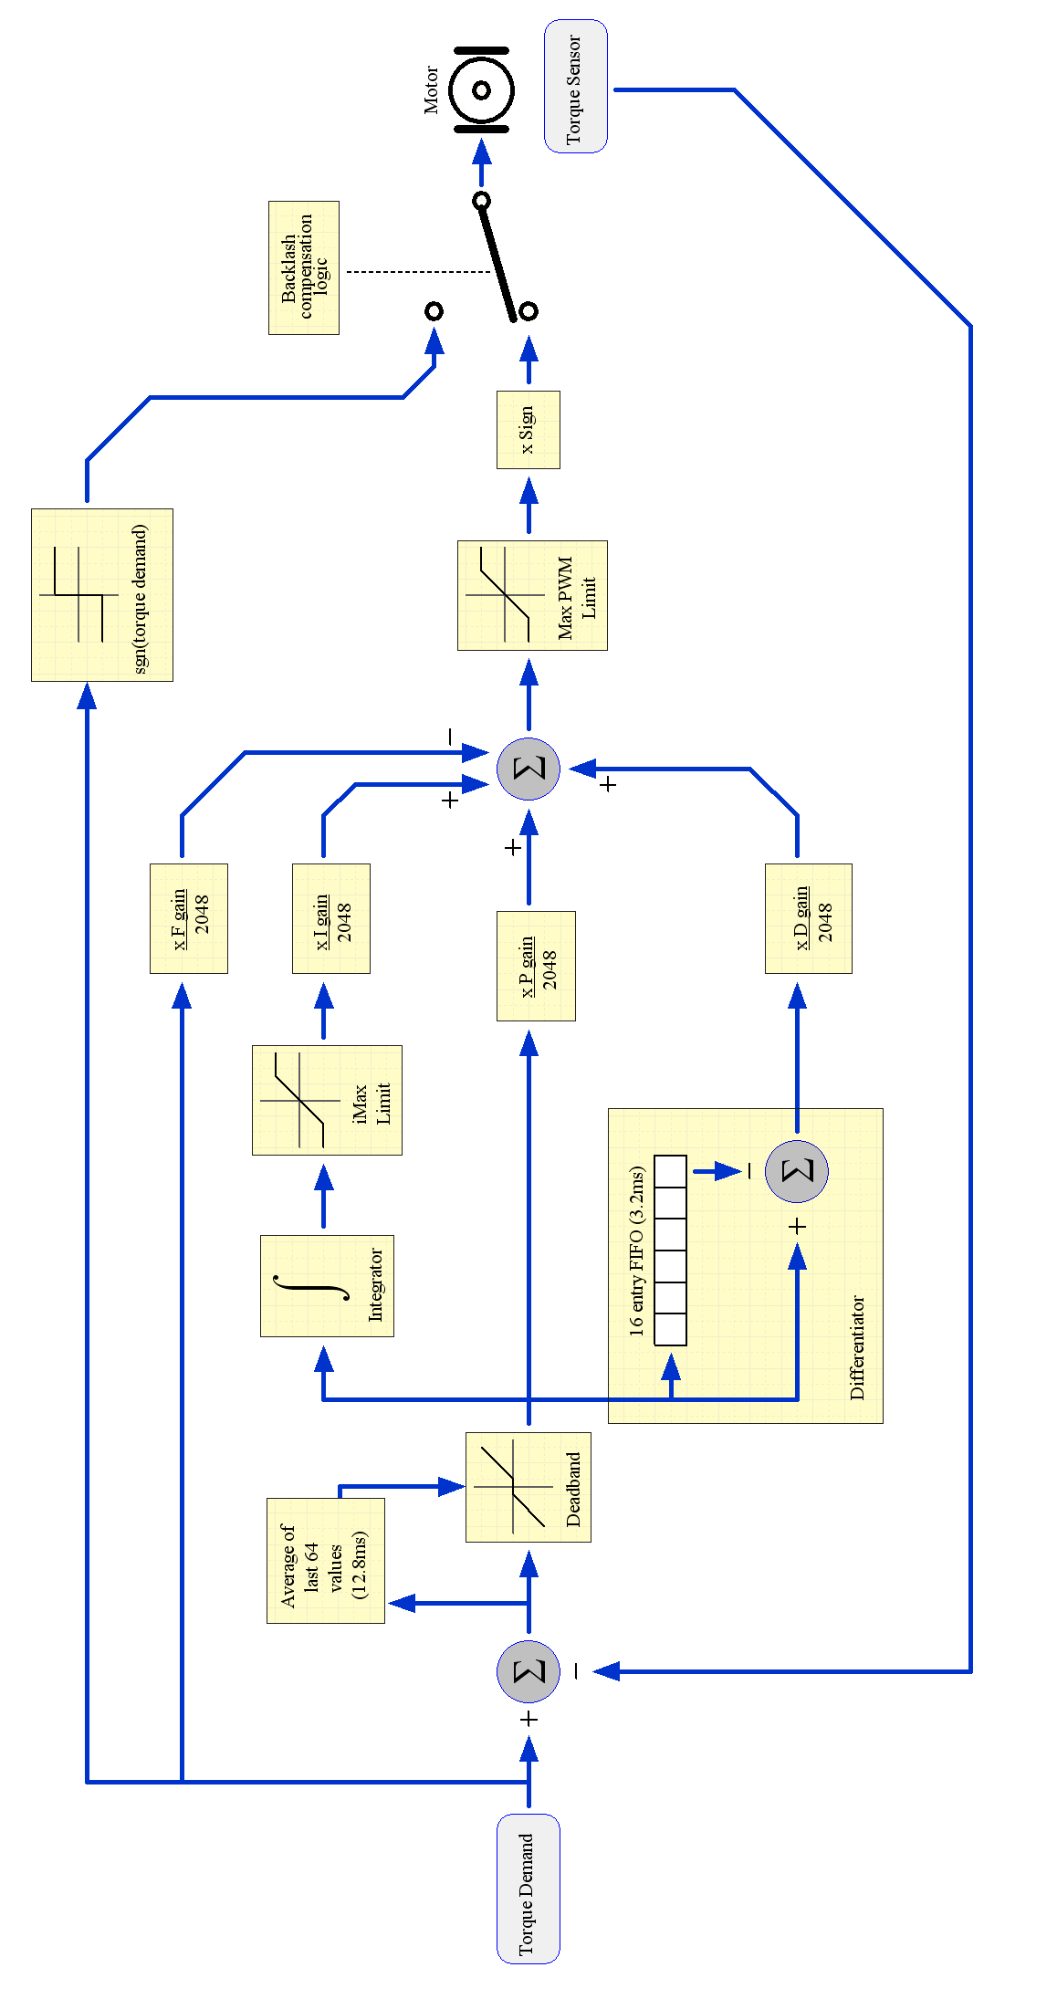 Torque Demand
+
Σ
−
Average of
last 64
values
(12.8ms)
Deadband
Integrator
iMax
Limit
16 entry FIFO (3.2ms)
−
+
Σ
Differentiator
x F gain
2048
x I gain
2048
x P gain
2048
x D gain
2048
−
+
+
+
Σ
sgn(torque demand)
Max PWM
Limit
x Sign
Backlash
compensation
logic
Motor
Torque Sensor